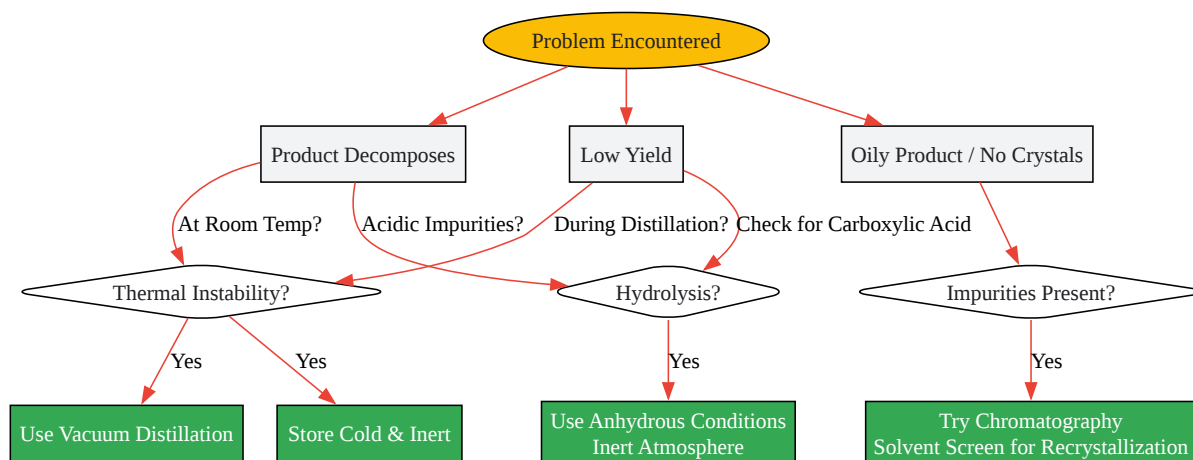 Problem Encountered
Product Decomposes
Low Yield
Oily Product / No Crystals
At Room Temp?
Acidic Impurities?
During Distillation?
Check for Carboxylic Acid
Thermal Instability?
Hydrolysis?
Impurities Present?
Yes
Yes
Yes
Yes
Use Vacuum Distillation
Store Cold & Inert
Use Anhydrous Conditions
Inert Atmosphere
Try Chromatography
Solvent Screen for Recrystallization